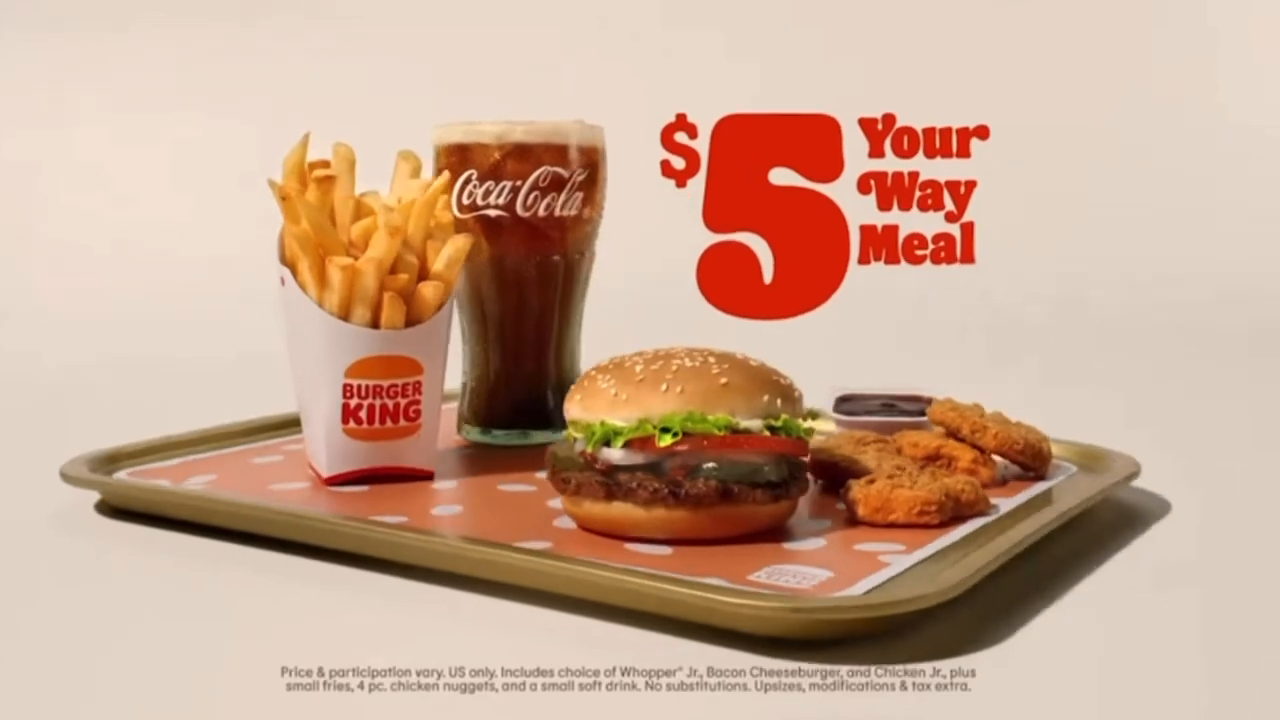 $5
Your
Way
Meal
Coca-Cola
BURGER
KING
Price & participation vary. US only. Includes choice of Whopper® Jr., Bacon Cheeseburger, and Chicken Jr., plus
small fries, 4 pc. chicken nuggets, and a small soft drink. No substitutions. Upsizes, modifications & tax extra.